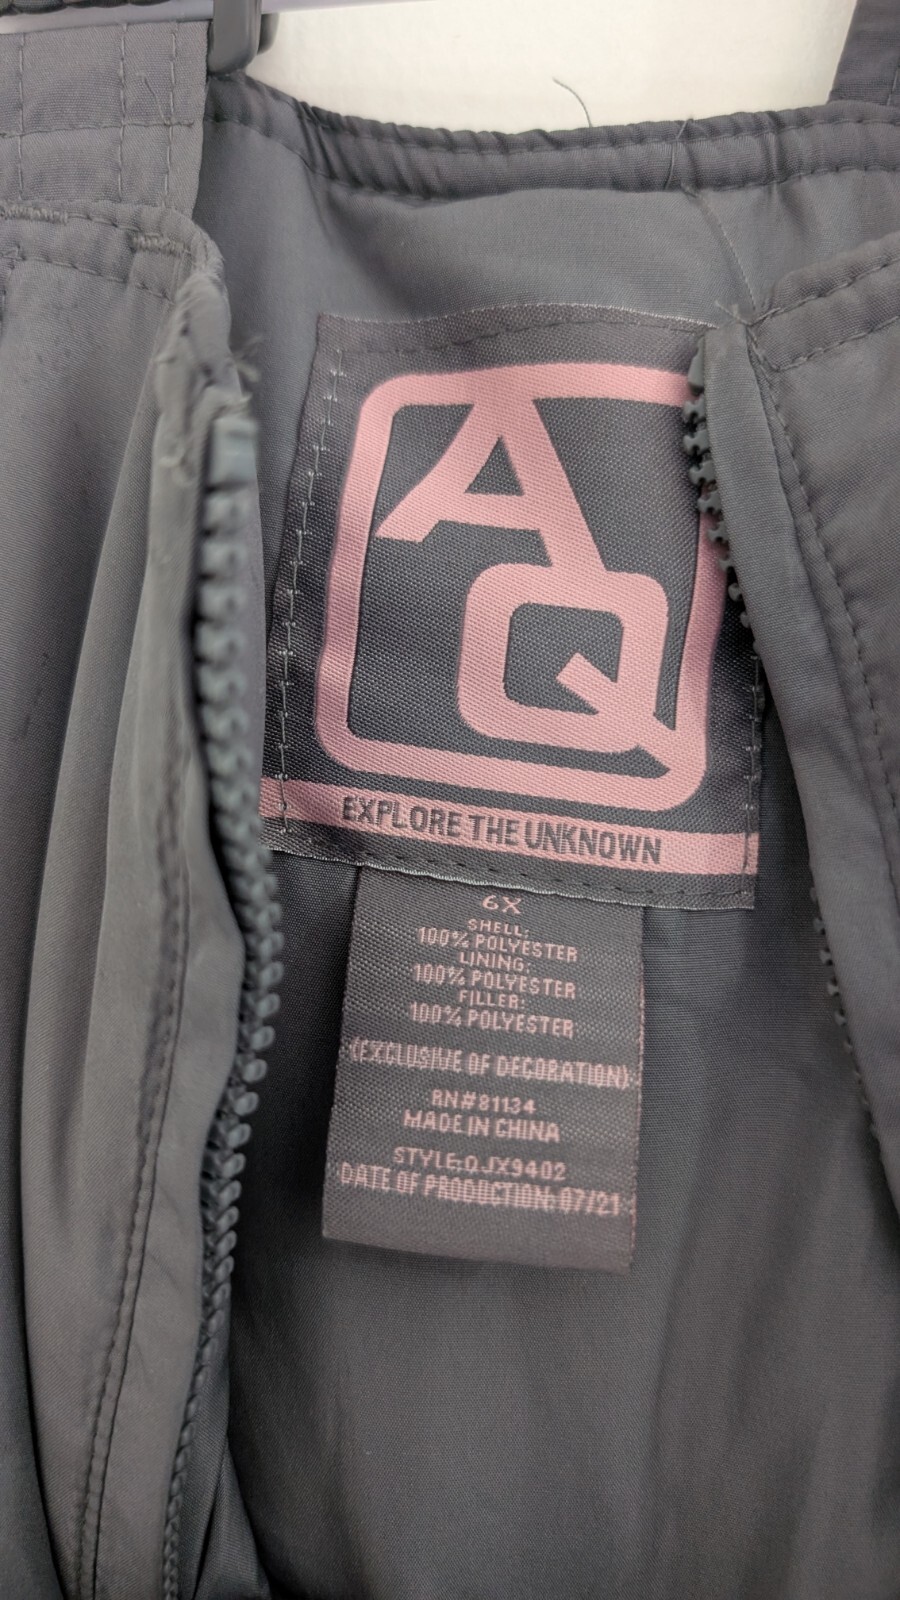 AQ
EXPLORE THE UNKNOWN
6X
SHELL:
100% POLYESTER
LINING:
100% POLYESTER
FILLER:
100% POLYESTER
(EXCLUSIVE OF DECORATION)
RN#81134
MADE IN CHINA
STYLE:QJX9402
DATE OF PRODUCTION: 07/21